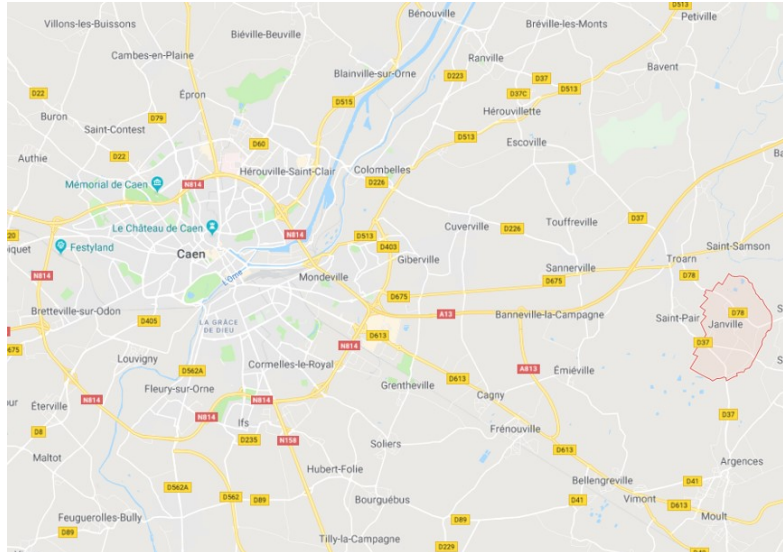 Villons-les-Buissons
Bénouville
D513
Petiville
Biéville-Beuville
Bréville-les-Monts
Cambes-en-Plaine
Ranville
Bavent
Blainville-sur-Orne
D223
D37
D22
Épron
D515
D37C
D513
Hérouvillette
Buron
D79
Saint-Contest
D513
Escoville
Authie
D22
D60
Hérouville-Saint-Clair
Colombelles
Mémorial de Caen
N814
D226
Le Château de Caen
Cuverville
D226
Touffreville
D37
N814
D513
Festyland
Caen
D403
Saint-Samson
Giberville
Troarn
N814
L'Orne
Mondeville
Sannerville
D675
D78
D675
Bretteville-sur-Odon
D405
LA GRÂCE
DE DIEU
A13
Banneville-la-Campagne
Saint-Pair
D78
Janville
D613
N814
D37
D675
Louvigny
D562A
Cormelles-le-Royal
A813
Émiéville
Fleury-sur-Orne
Grentheville
D613
Cagny
N814
N814
Éterville
N814
D37
D8
Ifs
D235
N158
Soliers
Frénouville
D613
Maltot
Hubert-Folie
Argences
D562A
D562
D89
Bourguébus
Bellengreville
D41
D41
Vimont
D613
Feuguerolles-Bully
D89
D89
Moult
Tilly-la-Campagne
D229